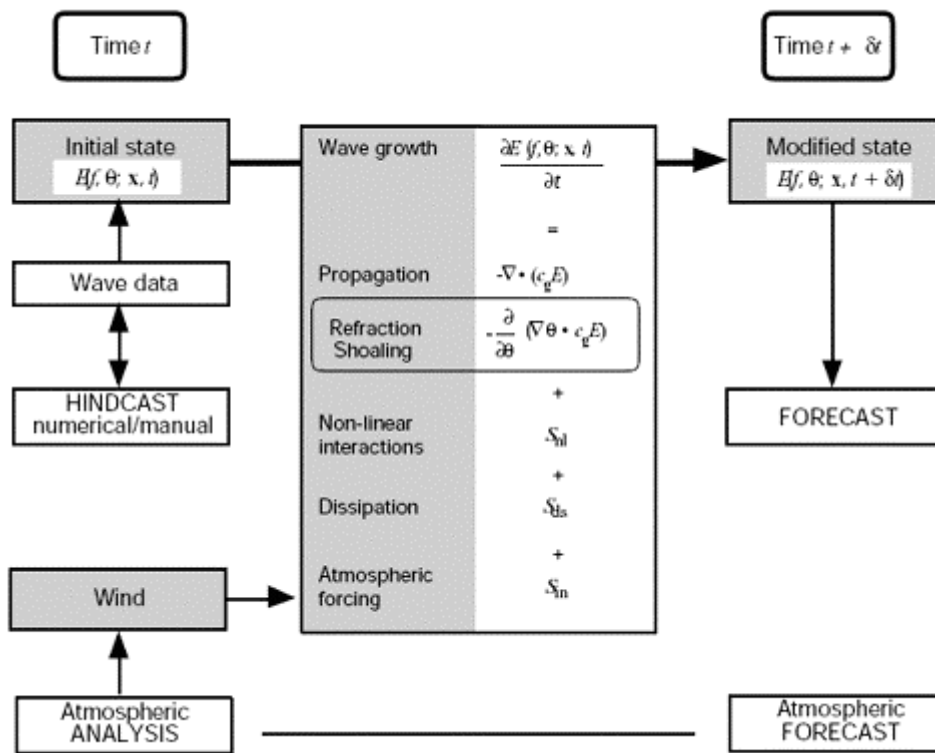 Time t
Time t + δt
Initial state
E(f, θ; x, t)
Wave growth
∂E (f, θ; x, t)
∂t
Modified state
E(f, θ; x, t + δt)
=
Wave data
Propagation
-∇• (cgE)
Refraction
Shoaling
- ∂
∂θ
(∇θ • cgE)
HINDCAST
numerical/manual
+
FORECAST
Non-linear
interactions
Snl
+
Dissipation
Sds
+
Atmospheric
forcing
Sin
Wind
Atmospheric
ANALYSIS
Atmospheric
FORECAST